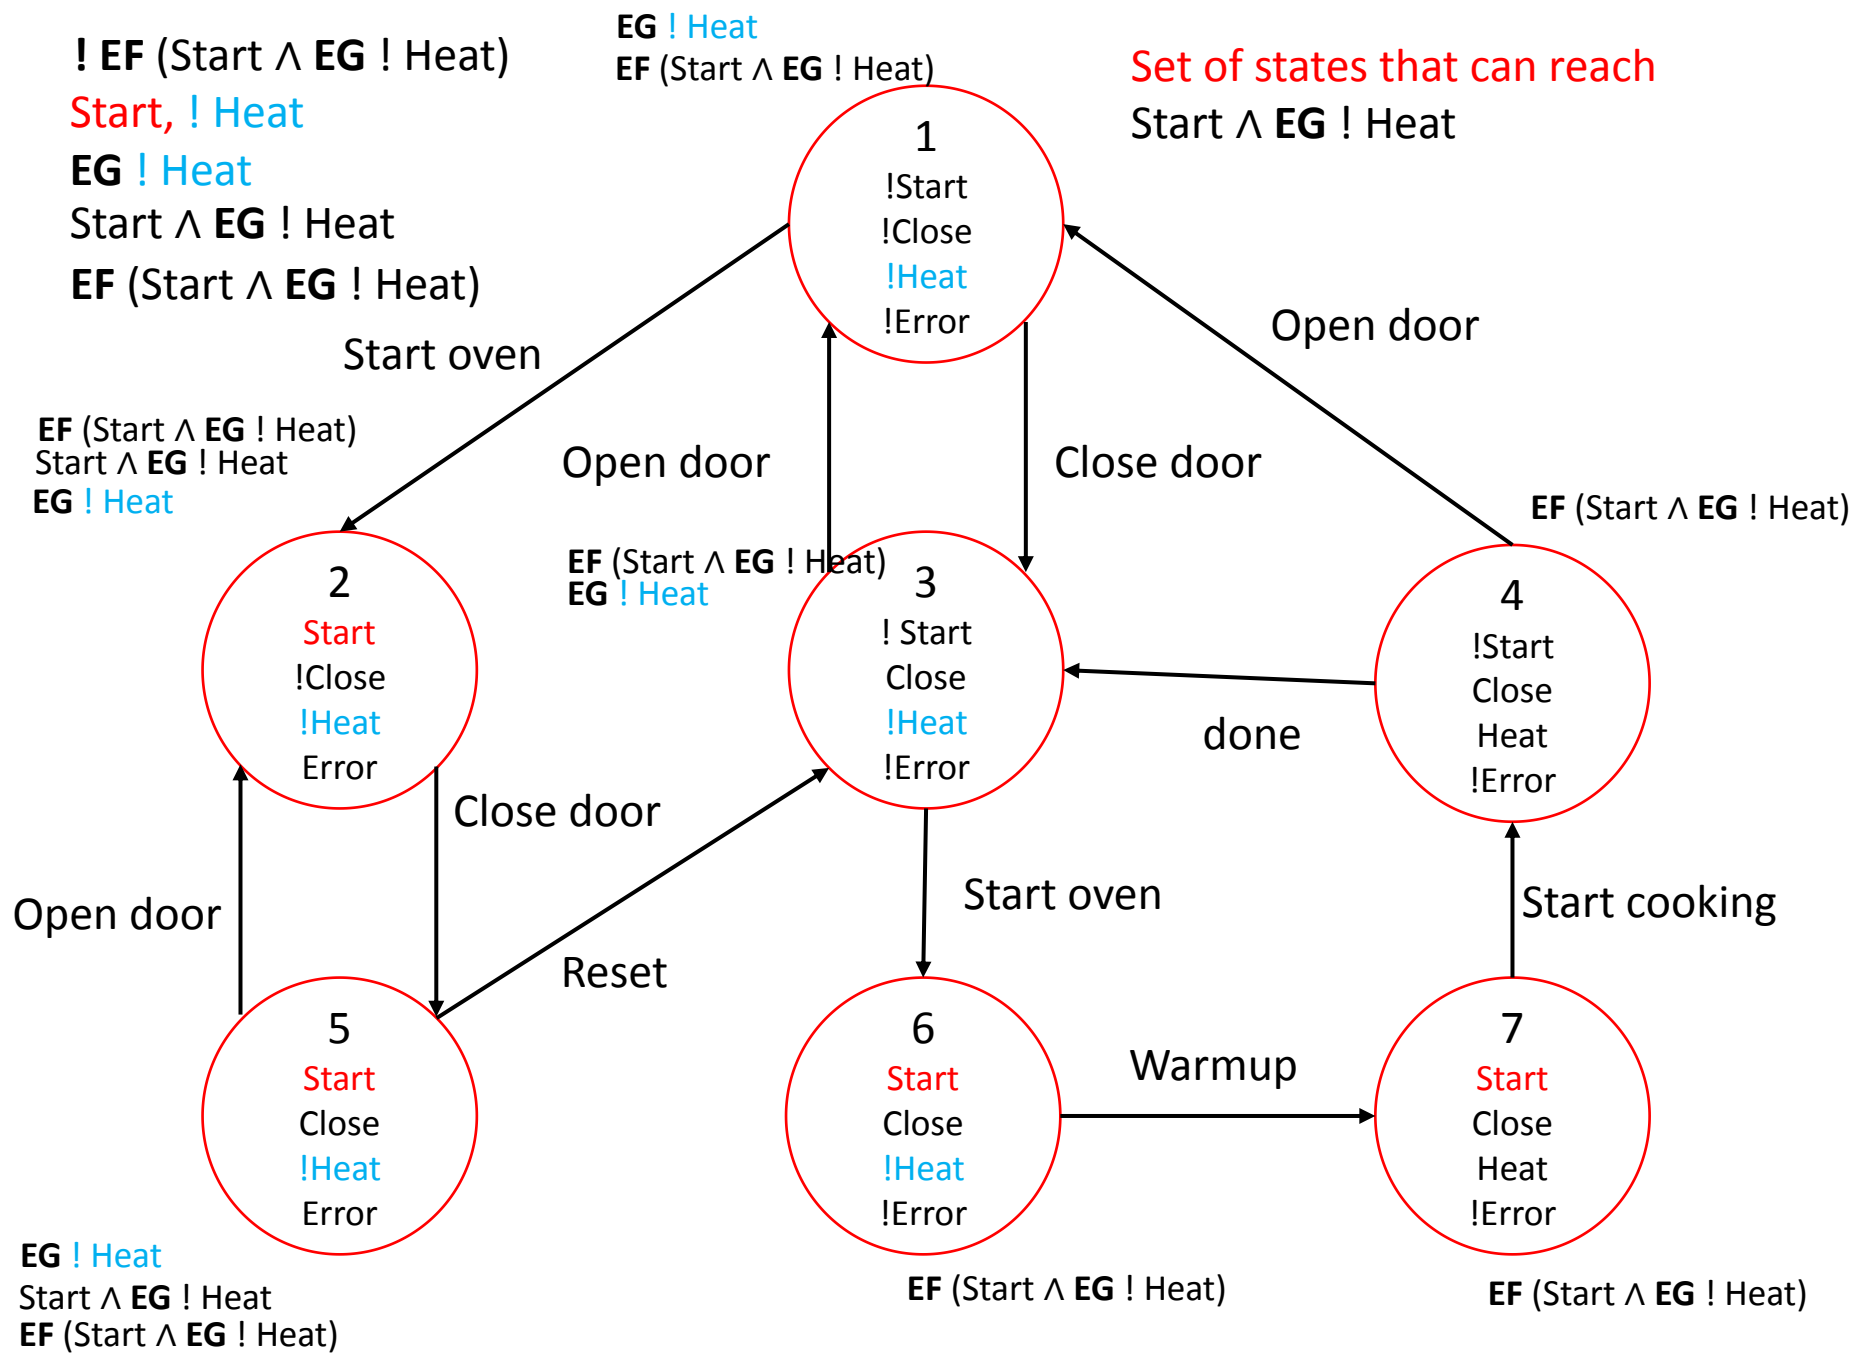 ! EF (Start ∧ EG ! Heat)
Start, ! Heat
EG ! Heat
Start ∧ EG ! Heat
EF (Start ∧ EG ! Heat)
EG ! Heat
EF (Start ∧ EG ! Heat)
Set of states that can reach
Start ∧ EG ! Heat
1
!Start
!Close
!Heat
!Error
Start oven
Open door
Close door
Open door
EF (Start ∧ EG ! Heat)
Start ∧ EG ! Heat
EG ! Heat
2
Start
!Close
!Heat
Error
EF (Start ∧ EG ! Heat)
EG ! Heat
3
! Start
Close
!Heat
!Error
EF (Start ∧ EG ! Heat)
4
!Start
Close
Heat
!Error
done
Open door
Close door
Reset
Start oven
Start cooking
5
Start
Close
!Heat
Error
6
Start
Close
!Heat
!Error
Warmup
7
Start
Close
Heat
!Error
EG ! Heat
Start ∧ EG ! Heat
EF (Start ∧ EG ! Heat)
EF (Start ∧ EG ! Heat)
EF (Start ∧ EG ! Heat)